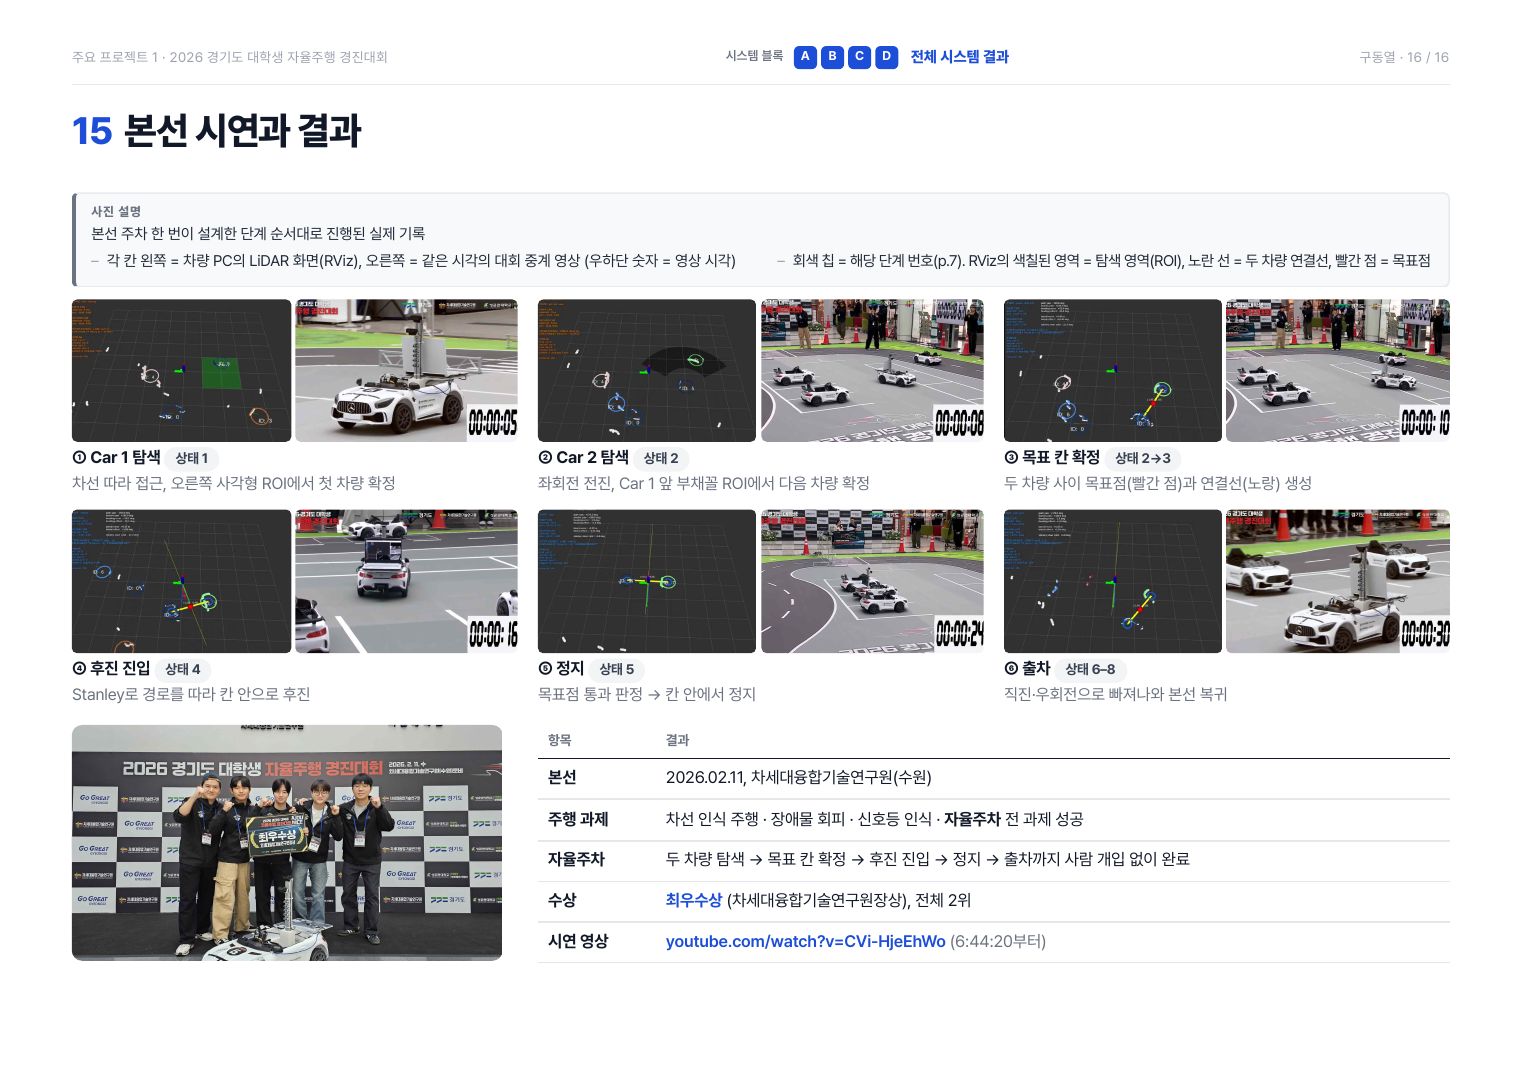 주요 프로젝트 1 · 2026 경기도 대학생 자율주행 경진대회
시스템 블록 A B C D 전체 시스템 결과
구동열 · 16 / 16
15 본선 시연과 결과
사진 설명
본선 주차 한 번이 설계한 단계 순서대로 진행된 실제 기록
– 각 칸 왼쪽 = 차량 PC의 LiDAR 화면(RViz), 오른쪽 = 같은 시각의 대회 중계 영상 (우하단 숫자 = 영상 시각)
– 회색 칩 = 해당 단계 번호(p.7). RViz의 색칠된 영역 = 탐색 영역(ROI), 노란 선 = 두 차량 연결선, 빨간 점 = 목표점
00:00:05
00:00:08
00:00:10
① Car 1 탐색 상태 1
차선 따라 접근, 오른쪽 사각형 ROI에서 첫 차량 확정
② Car 2 탐색 상태 2
좌회전 전진, Car 1 앞 부채꼴 ROI에서 다음 차량 확정
③ 목표 칸 확정 상태 2→3
두 차량 사이 목표점(빨간 점)과 연결선(노랑) 생성
00:00:16
00:00:24
00:00:30
④ 후진 진입 상태 4
Stanley로 경로를 따라 칸 안으로 후진
⑤ 정지 상태 5
목표점 통과 판정 → 칸 안에서 정지
⑥ 출차 상태 6–8
직진·우회전으로 빠져나와 본선 복귀
2026 경기도 대학생 자율주행 경진대회
최우수상
항목 결과
본선 2026.02.11, 차세대융합기술연구원(수원)
주행 과제 차선 인식 주행 · 장애물 회피 · 신호등 인식 · 자율주차 전 과제 성공
자율주차 두 차량 탐색 → 목표 칸 확정 → 후진 진입 → 정지 → 출차까지 사람 개입 없이 완료
수상 최우수상 (차세대융합기술연구원장상), 전체 2위
시연 영상 youtube.com/watch?v=CVi-HjeEhWo (6:44:20부터)